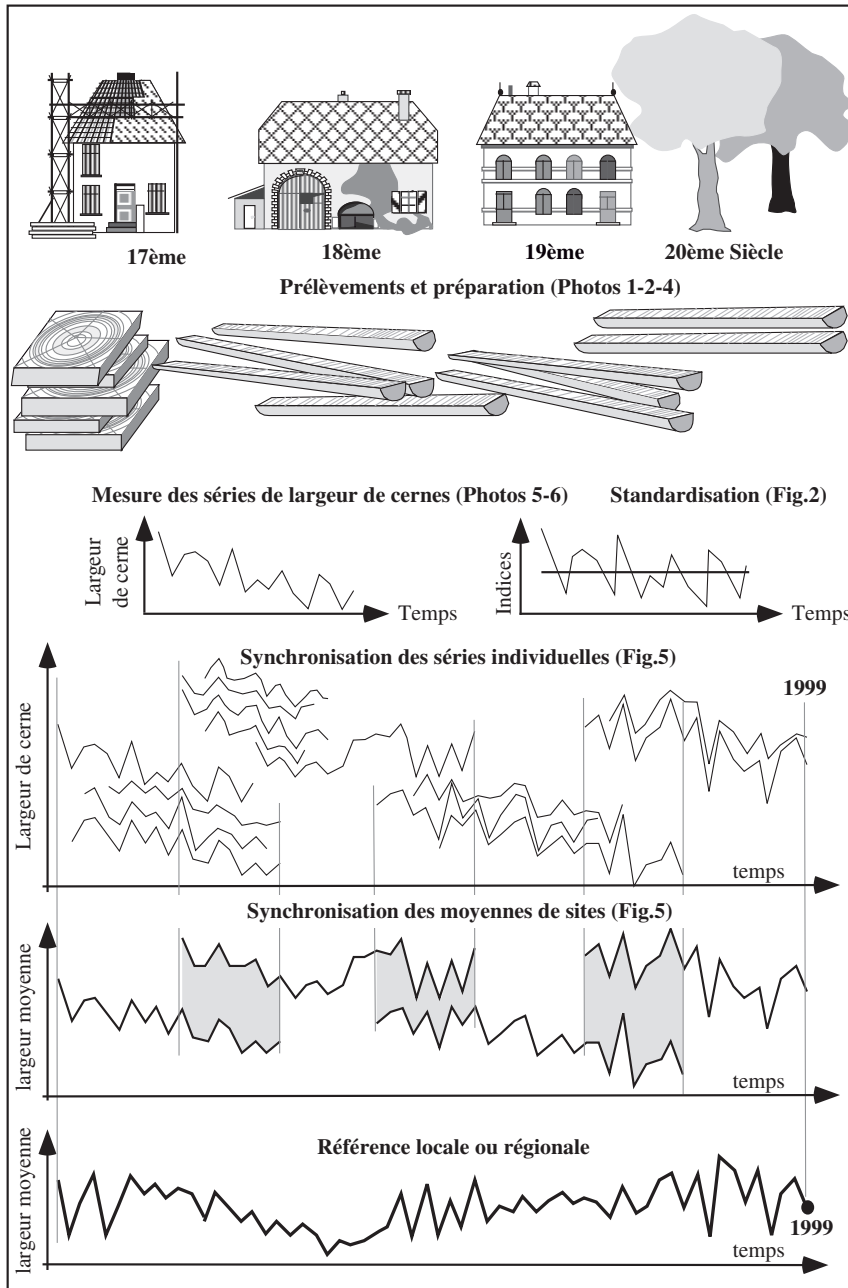 17ème
18ème
19ème
20ème Siècle
Prélèvements et préparation (Photos 1-2-4)
Mesure des séries de largeur de cernes (Photos 5-6)
Standardisation (Fig.2)
Largeur
de cerne
Temps
Indices
Temps
Synchronisation des séries individuelles (Fig.5)
1999
Largeur de cerne
temps
Synchronisation des moyennes de sites (Fig.5)
largeur moyenne
temps
Référence locale ou régionale
largeur moyenne
1999
temps